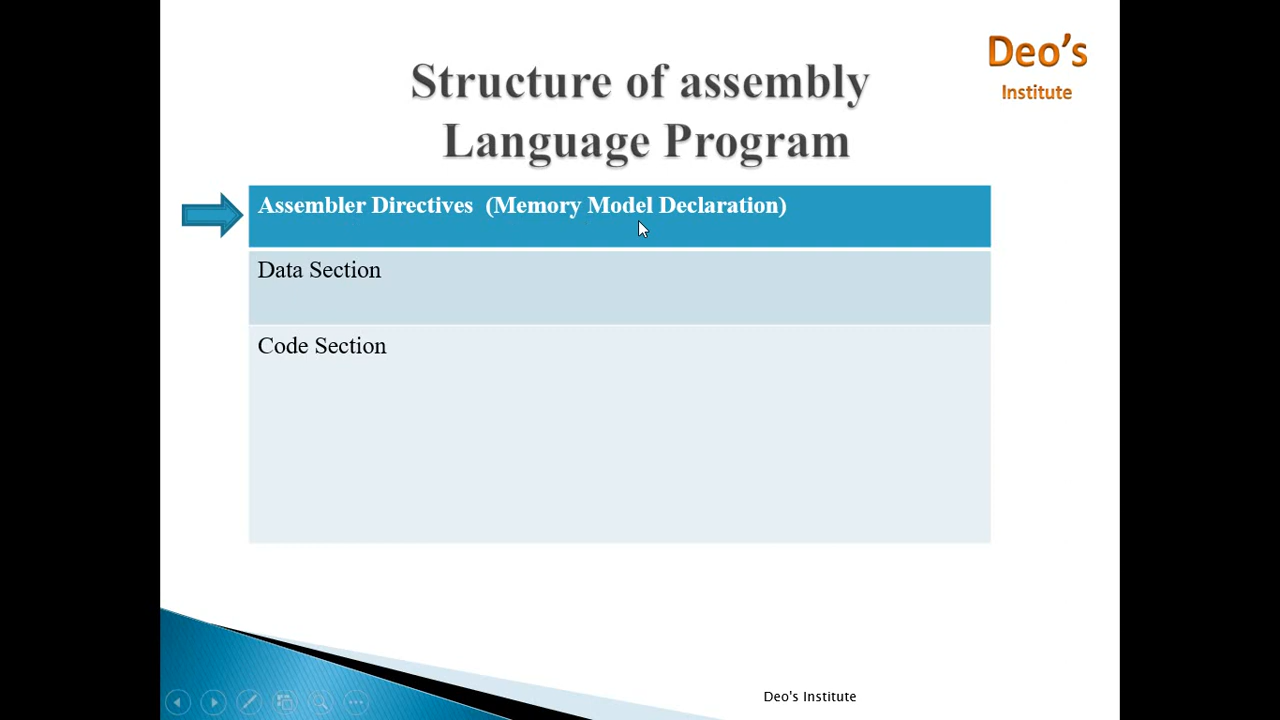 Deo's
Institute
Structure of assembly
Language Program
Assembler Directives (Memory Model Declaration)
Data Section
Code Section
Deo's Institute